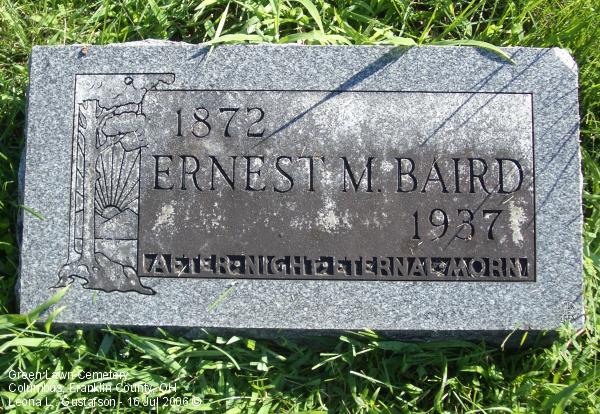 1872
ERNEST M. BAIRD
1937
AFTER·NIGHT·ETERNAL·MORN
Green Lawn Cemetery
Columbus, Franklin County, OH
Leona L. Gustafson - 16 Jul 2006 ©